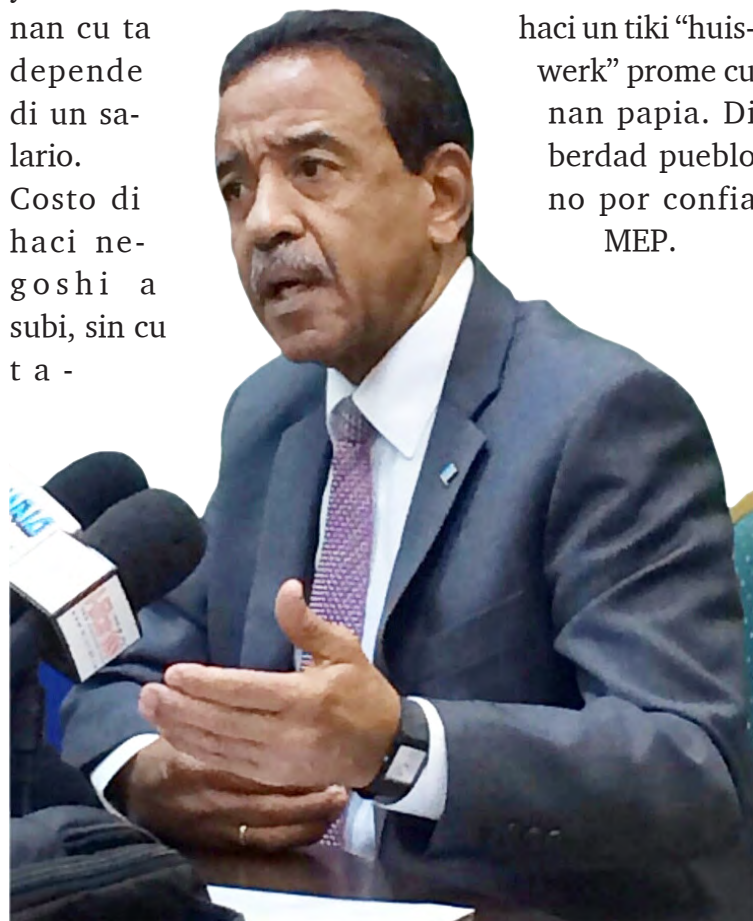 nan cu ta
depende
di un sa-
lario.
Costo di
haci ne-
goshi a
subi, sin cu
ta-
haci un tiki “huis-
werk” prome cu
nan papia. Di
berdad pueblo
no por confia
MEP.